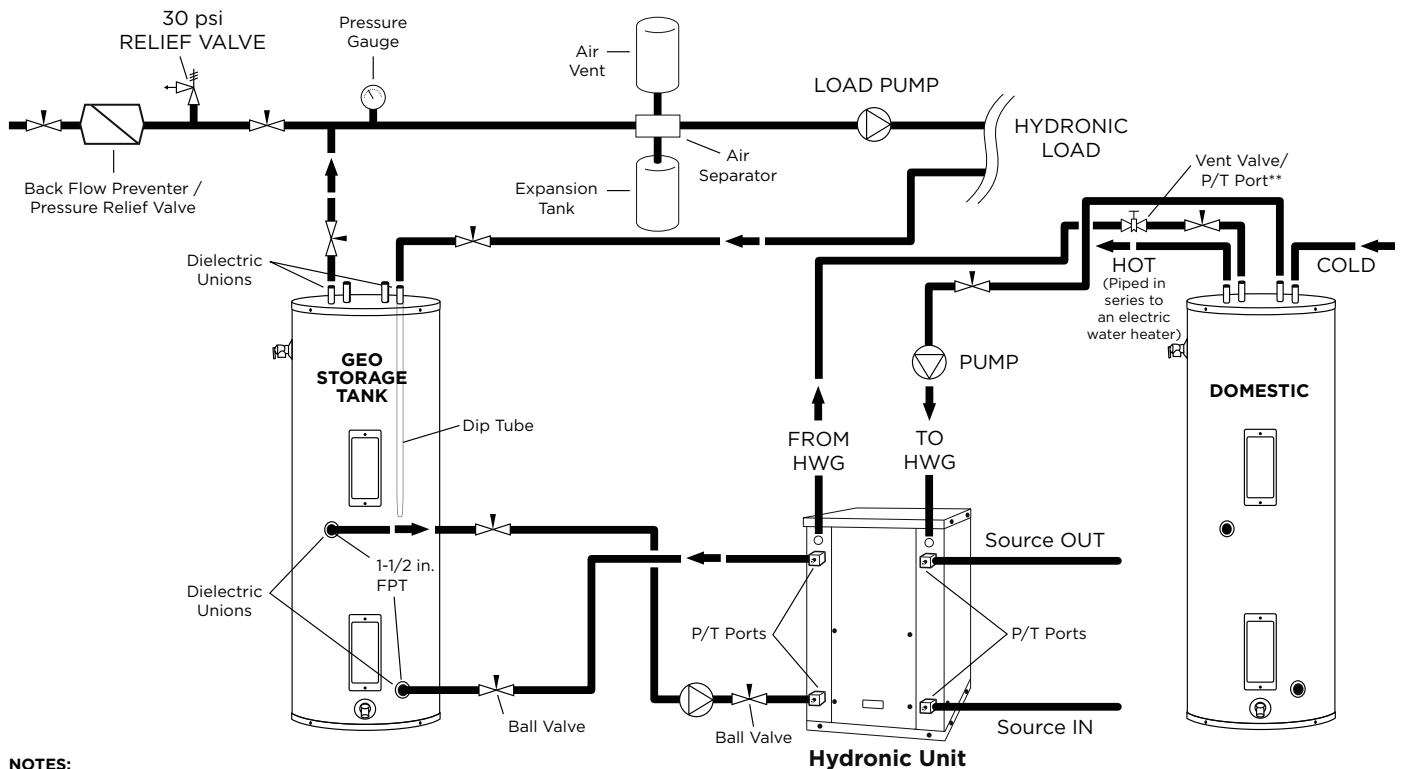 30 psi
RELIEF VALVE
Pressure
Gauge
Air
Vent
LOAD PUMP
HYDRONIC
LOAD
Back Flow Preventer /
Pressure Relief Valve
Expansion
Tank
Air
Separator
Vent Valve/
P/T Port**
Dielectric
Unions
HOT
(Piped in
series to
an electric
water heater)
COLD
GEO
STORAGE
TANK
Dip Tube
PUMP
DOMESTIC
FROM
HWG
TO
HWG
Source OUT
1-1/2 in.
FPT
Dielectric
Unions
P/T Ports
P/T Ports
Ball Valve
Ball Valve
Source IN
Hydronic Unit
NOTES: